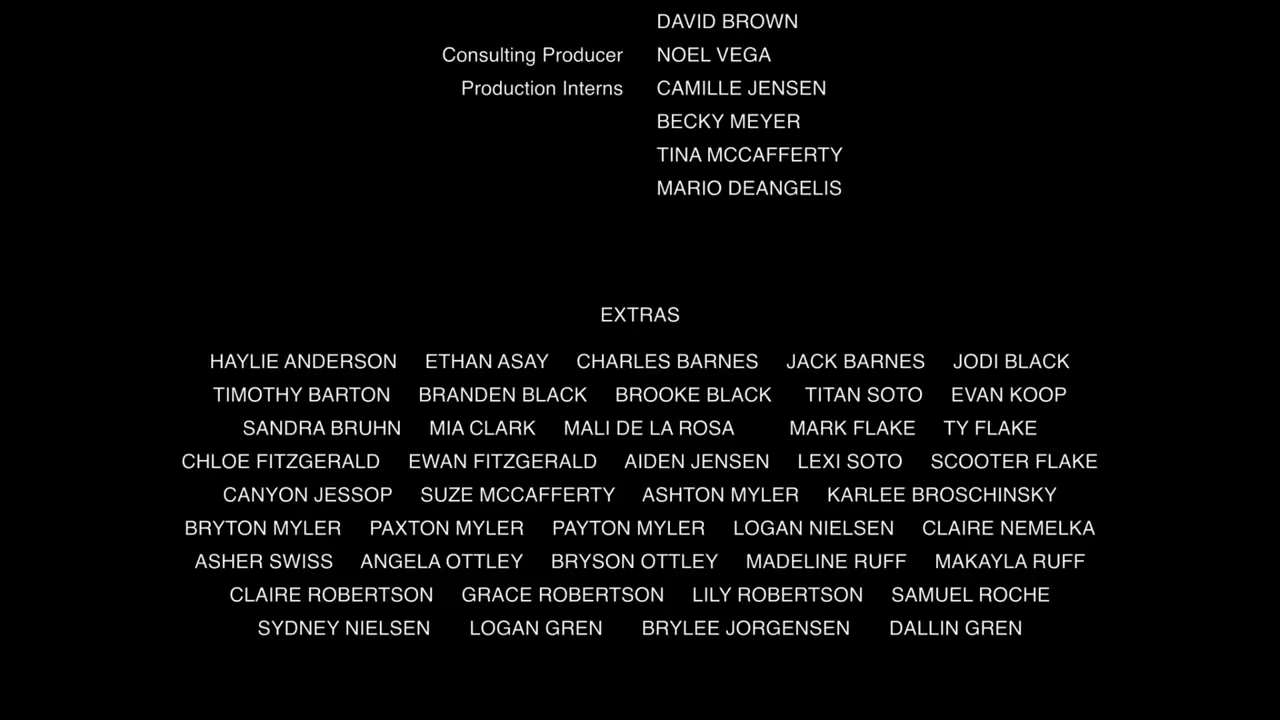 DAVID BROWN
Consulting Producer NOEL VEGA
Production Interns CAMILLE JENSEN
BECKY MEYER
TINA MCCAFFERTY
MARIO DEANGELIS
EXTRAS
HAYLIE ANDERSON ETHAN ASAY CHARLES BARNES JACK BARNES JODI BLACK
TIMOTHY BARTON BRANDEN BLACK BROOKE BLACK TITAN SOTO EVAN KOOP
SANDRA BRUHN MIA CLARK MALI DE LA ROSA MARK FLAKE TY FLAKE
CHLOE FITZGERALD EWAN FITZGERALD AIDEN JENSEN LEXI SOTO SCOOTER FLAKE
CANYON JESSOP SUZE MCCAFFERTY ASHTON MYLER KARLEE BROSCHINSKY
BRYTON MYLER PAXTON MYLER PAYTON MYLER LOGAN NIELSEN CLAIRE NEMELKA
ASHER SWISS ANGELA OTTLEY BRYSON OTTLEY MADELINE RUFF MAKAYLA RUFF
CLAIRE ROBERTSON GRACE ROBERTSON LILY ROBERTSON SAMUEL ROCHE
SYDNEY NIELSEN LOGAN GREN BRYLEE JORGENSEN DALLIN GREN